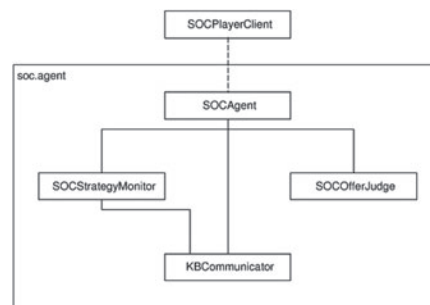 SOCPlayerClient
soc.agent
SOCAgent
SOCStrategyMonitor
SOCOfferJudge
KBCommunicator